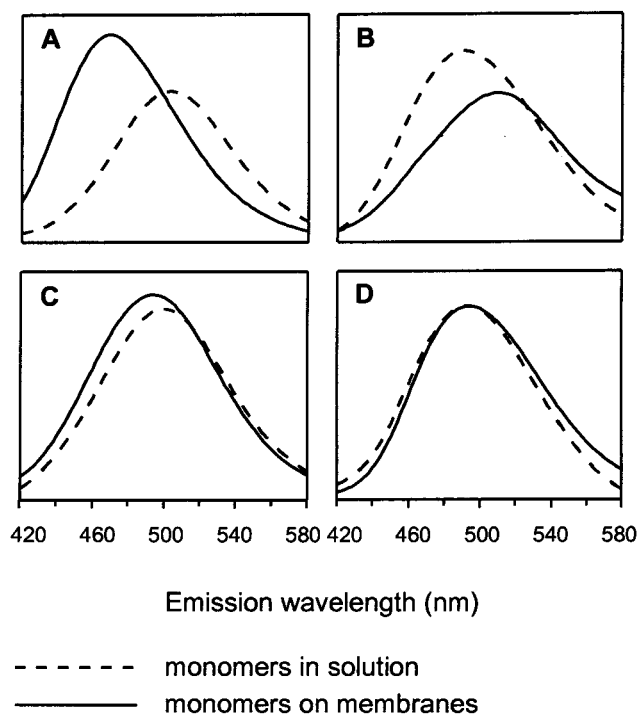 A B
C D
420 460 500 540 580 420 460 500 540 580
Emission wavelength (nm)
monomers in solution
monomers on membranes